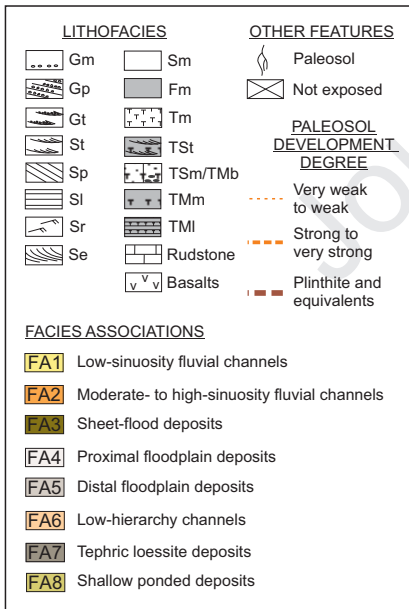 LITHOFACIES
Gm
Gp
Gt
St
Sp
Sl
Sr
Se
Sm
Fm
Tm
TSt
TSm/TMb
TMm
TMl
Rudstone
Basalts
OTHER FEATURES
Paleosol
Not exposed
PALEOSOL
DEVELOPMENT
DEGREE
Very weak
to weak
Strong to
very strong
Plinthite and
equivalents
FACIES ASSOCIATIONS
FA1 Low-sinuosity fluvial channels
FA2 Moderate- to high-sinuosity fluvial channels
FA3 Sheet-flood deposits
FA4 Proximal floodplain deposits
FA5 Distal floodplain deposits
FA6 Low-hierarchy channels
FA7 Tephric loessite deposits
FA8 Shallow ponded deposits